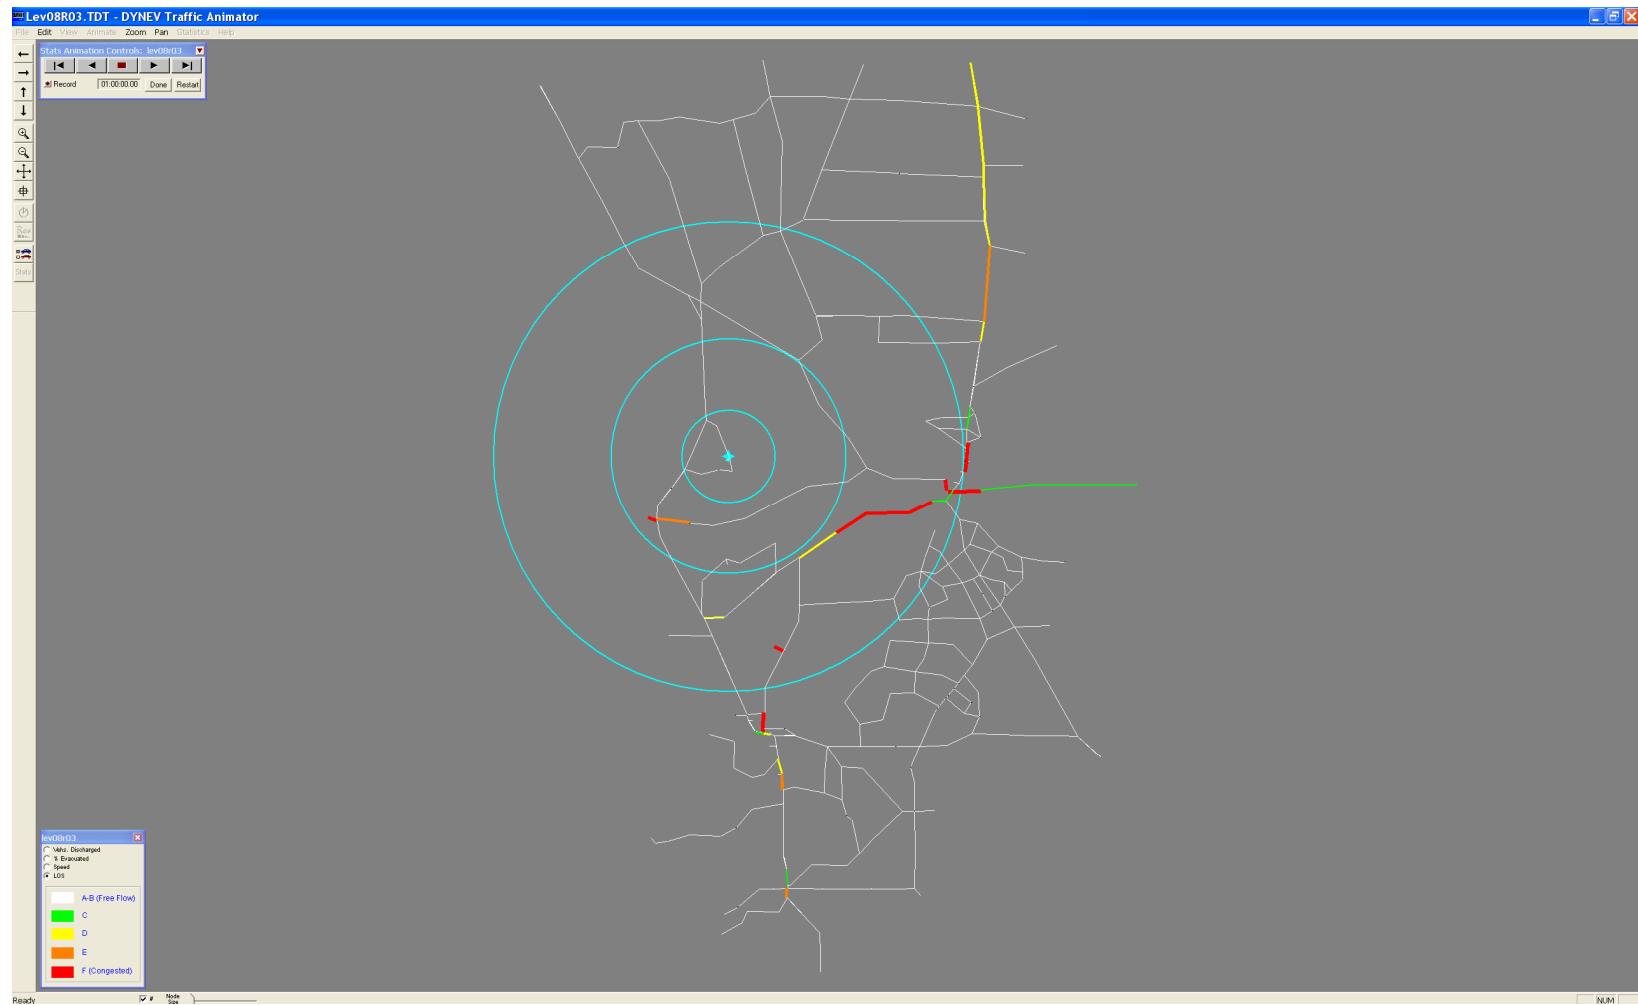 Lev08R03.TDT - DYNEV Traffic Animator
File Edit View Animate Zoom Pan Statistics Help
Stats Animation Controls: lev08r03
Record 01:00:00.00 Done Restart
Stats
lev08r03
Vehs. Discharged
% Evacuated
Speed
LOS
A-B (Free Flow)
C
D
E
F (Congested)
Ready # Node Size NUM